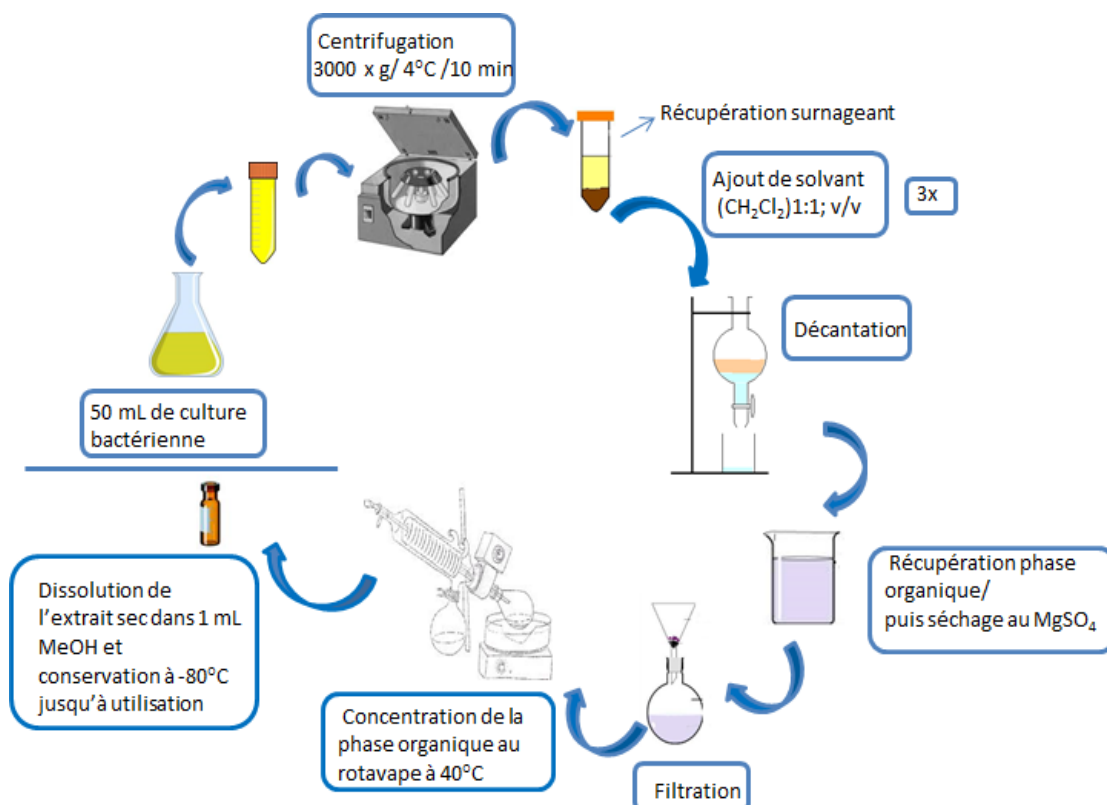 Centrifugation
3000 x g/ 4°C /10 min
Récupération surnageant
Ajout de solvant
(CH₂Cl₂)1:1; v/v
3x
Décantation
50 mL de culture
bactérienne
Récupération phase
organique/
puis séchage au MgSO₄
Filtration
Concentration de la
phase organique au
rotavape à 40°C
Dissolution de
l'extrait sec dans 1 mL
MeOH et
conservation à -80°C
jusqu'à utilisation